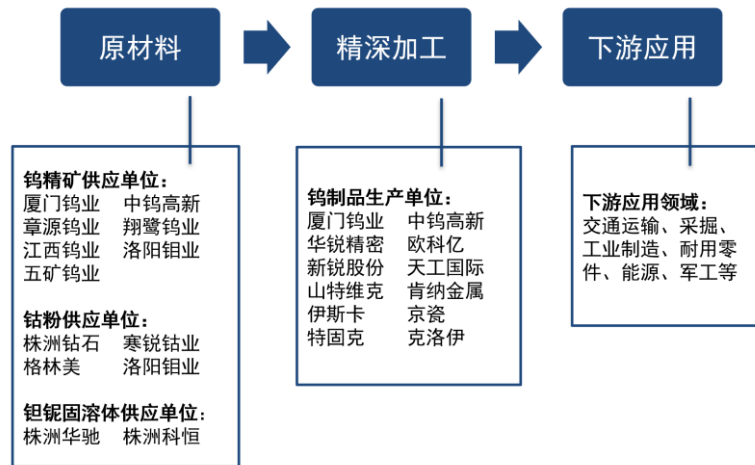 原材料
精深加工
下游应用
钨精矿供应单位：
厦门钨业 中钨高新
章源钨业 翔鹭钨业
江西钨业 洛阳钼业
五矿钨业
钴粉供应单位：
株洲钻石 寒锐钴业
格林美 洛阳钼业
钽铌固溶体供应单位：
株洲华驰 株洲科恒
钨制品生产单位：
厦门钨业 中钨高新
华锐精密 欧科亿
新锐股份 天工国际
山特维克 肯纳金属
伊斯卡 京瓷
特固克 克洛伊
下游应用领域：
交通运输、采掘、
工业制造、耐用零
件、能源、军工等